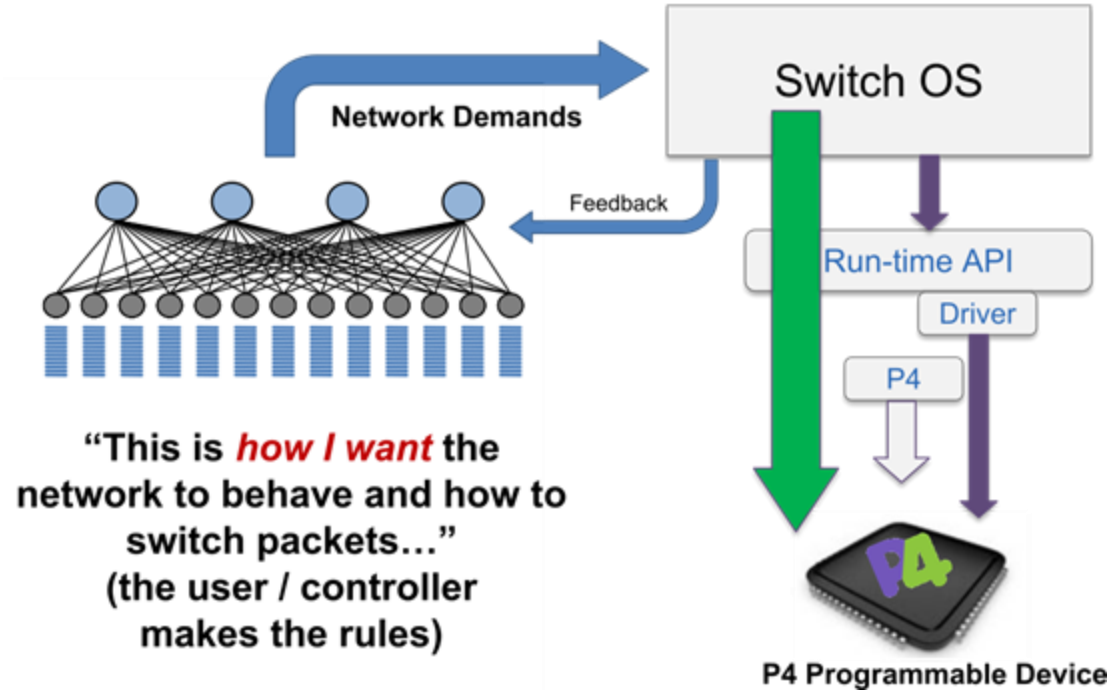 Switch OS
Network Demands
Feedback
Run-time API
Driver
P4
“This is how I want the
network to behave and how to
switch packets…”
(the user / controller
makes the rules)
P4
P4 Programmable Device